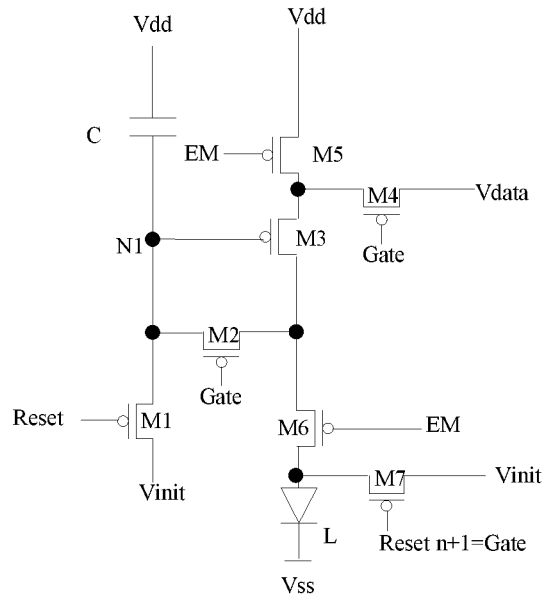 Vdd
Vdd
C
EM
M5
M4
Vdata
N1
M3
Gate
M2
Gate
Reset
M1
M6
EM
Vinit
M7
Vinit
L
Reset n+1=Gate
Vss